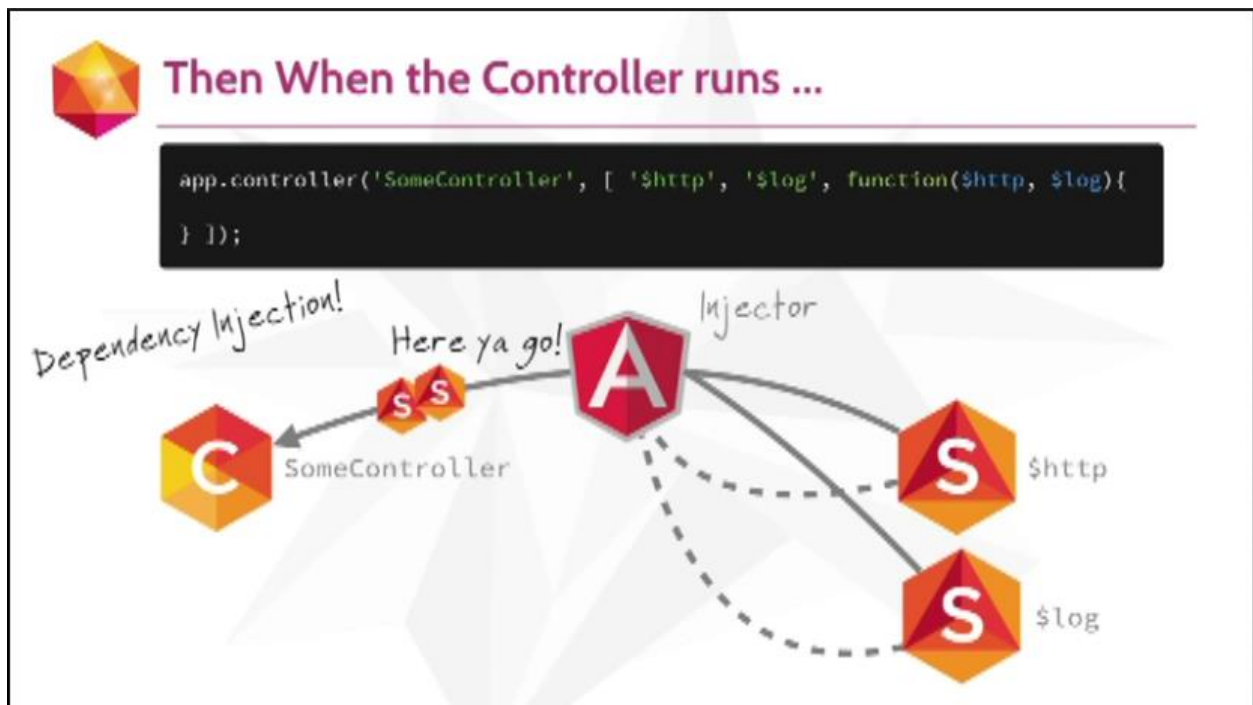 Then When the Controller runs ...
app.controller('SomeController', [ '$http', '$log', function($http, $log){
} ]);
Dependency Injection!
Here ya go!
Injector
A
S S
C
SomeController
S
$http
S
$log